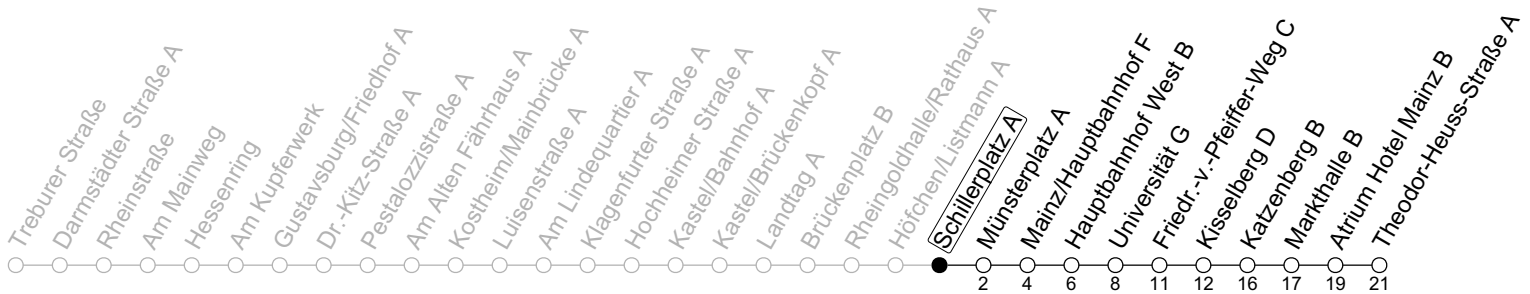 Treburer Straße
Darmstädter Straße A
Rheinstraße
Am Mainweg
Hessenring
Am Kupferwerk
Gustavsburg/Friedhof A
Dr.-Kitz-Straße A
Pestalozzistraße A
Am Alten Fährhaus A
Kostheim/Mainbrücke A
Luisenstraße A
Am Lindequartier A
Klagenfurter Straße A
Hochheimer Straße A
Kastel/Bahnhof A
Kastel/Brückenkopf A
Landtag A
Brückenplatz B
Rheingoldhalle/Rathaus A
Höfchen/Listmann A
Schillerplatz A
Münsterplatz A
Mainz/Hauptbahnhof F
Hauptbahnhof West B
Universität G
Friedr.-v.-Pfeiffer-Weg C
Kisselberg D
Katzenberg B
Markthalle B
Atrium Hotel Mainz B
Theodor-Heuss-Straße A
2 4 6 8 11 12 16 17 19 21